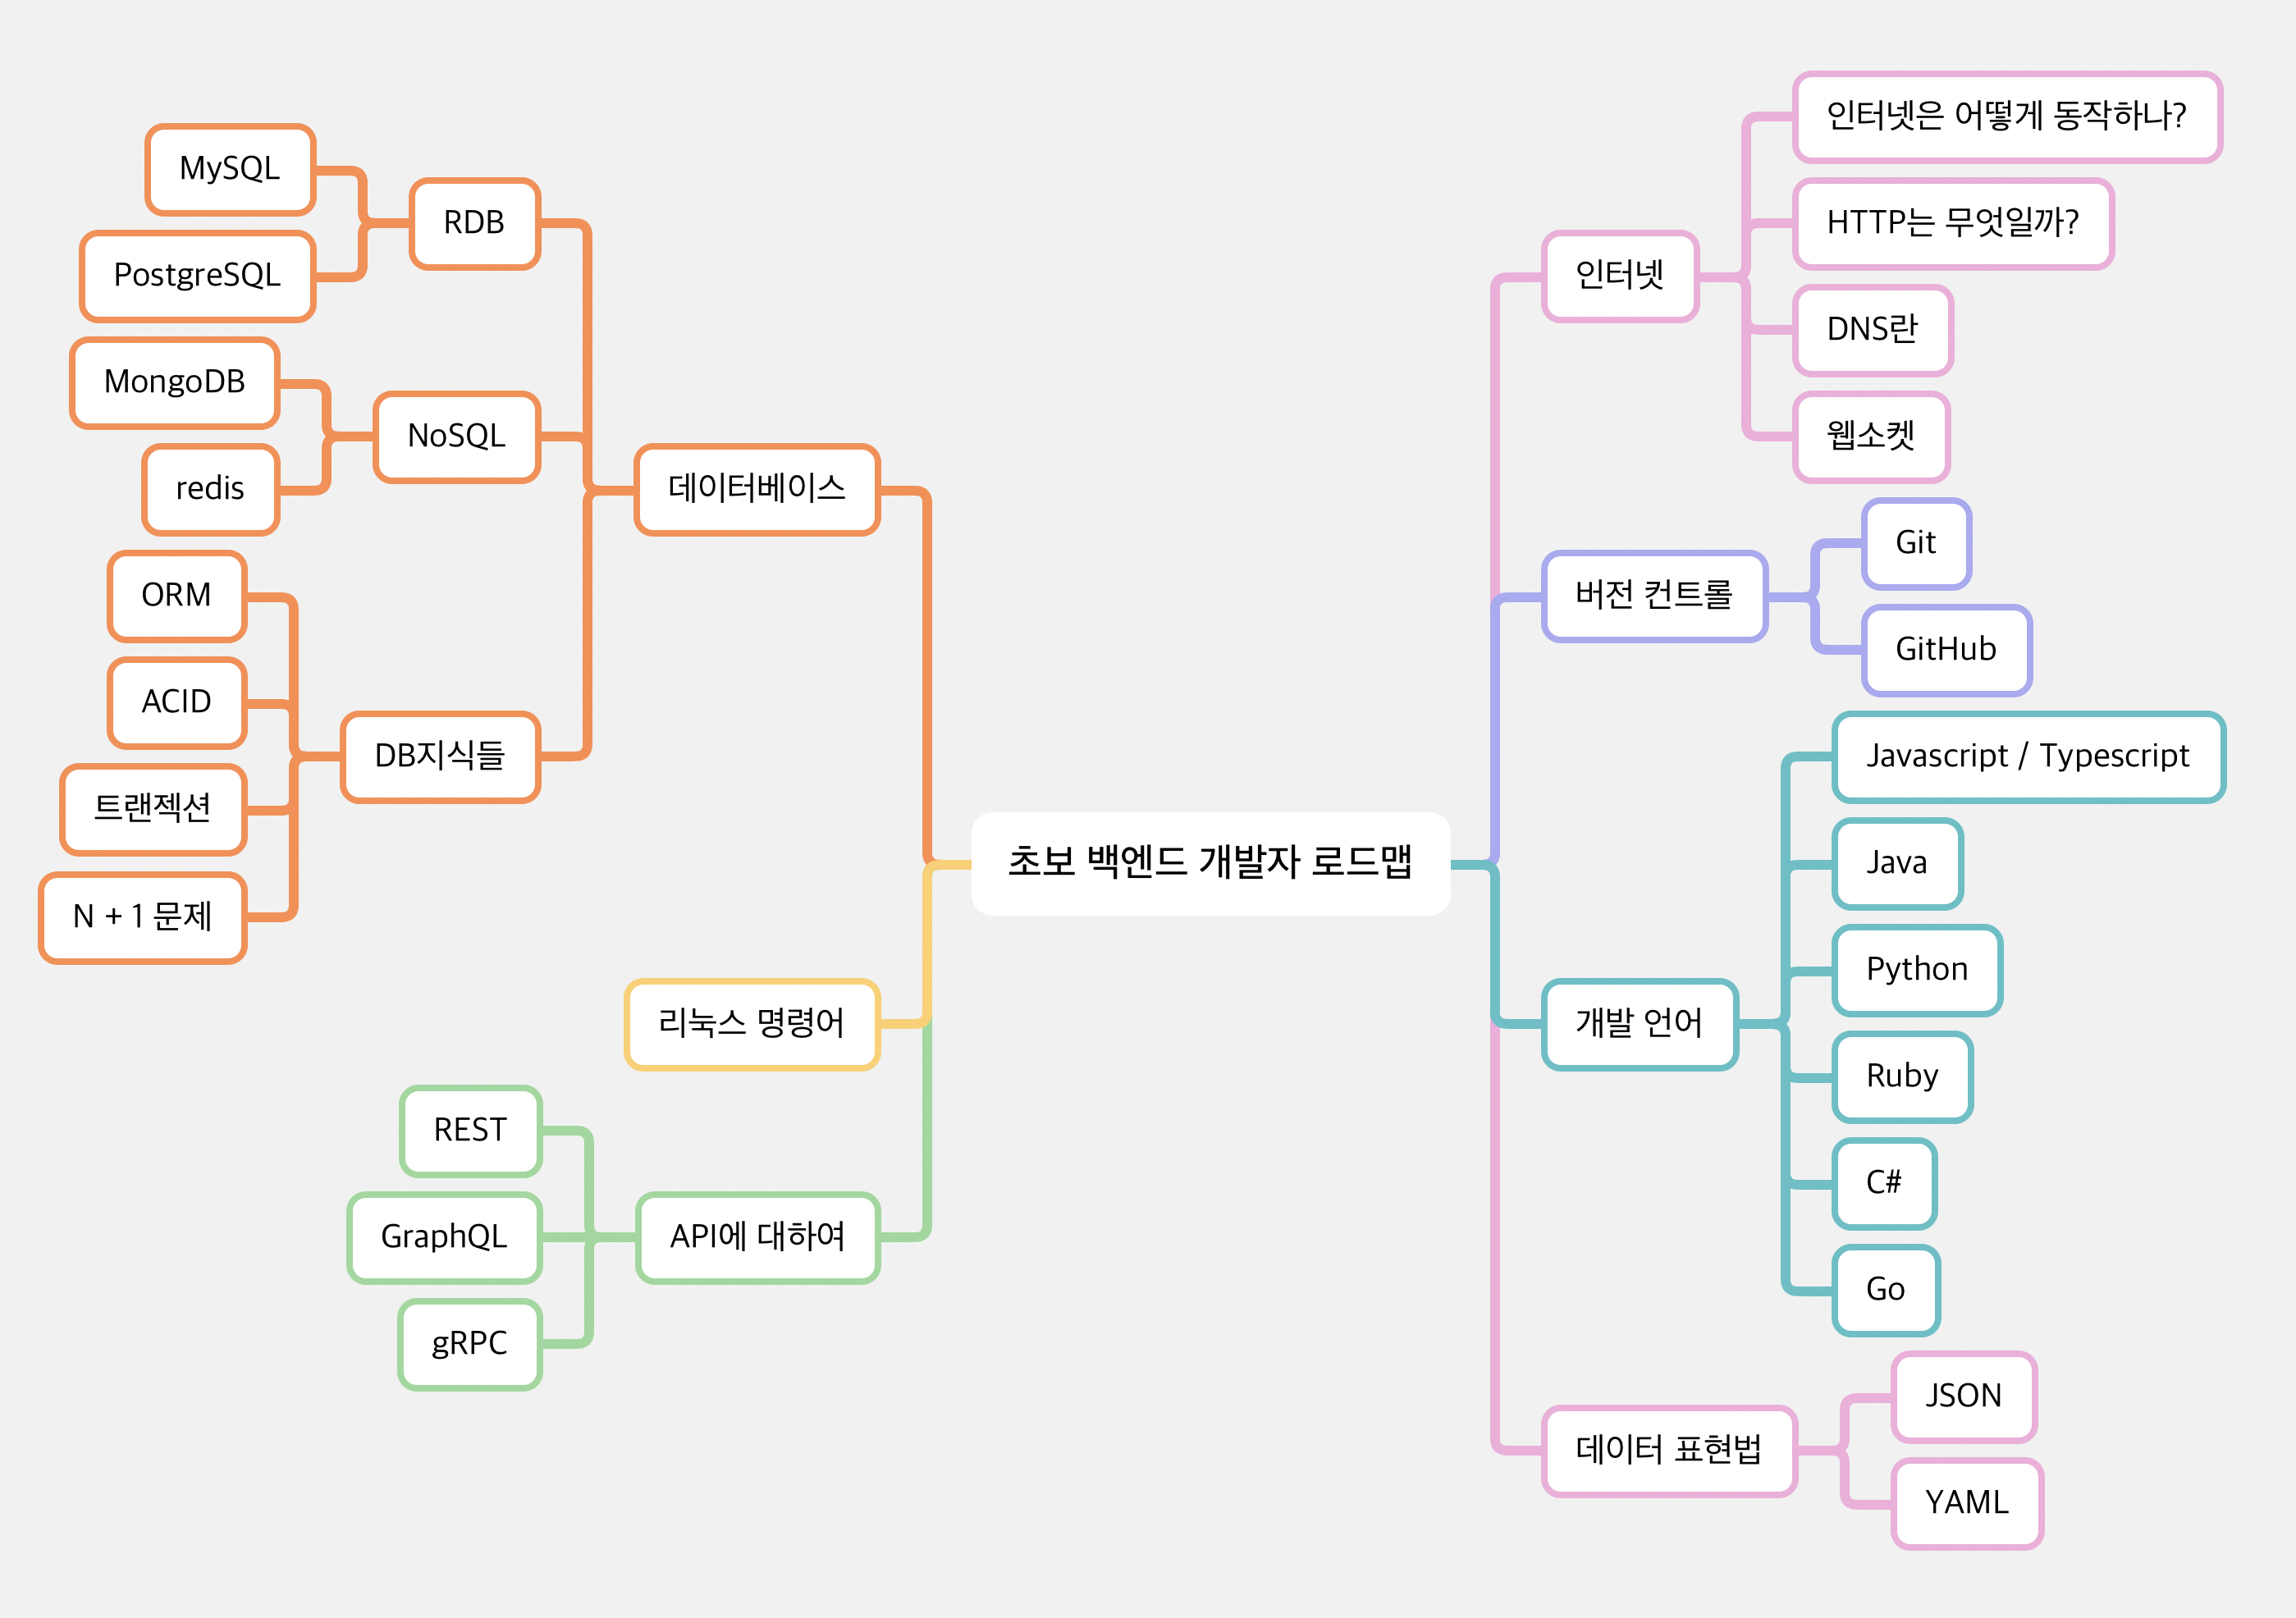 초보 백엔드 개발자 로드맵
인터넷
인터넷은 어떻게 동작하나?
HTTP는 무엇일까?
DNS란
웹소켓
버전 컨트롤
Git
GitHub
개발 언어
Javascript / Typescript
Java
Python
Ruby
C#
Go
데이터 표현법
JSON
YAML
데이터베이스
RDB
MySQL
PostgreSQL
NoSQL
MongoDB
redis
DB지식들
ORM
ACID
트랜젝션
N + 1 문제
리눅스 명령어
API에 대하여
REST
GraphQL
gRPC